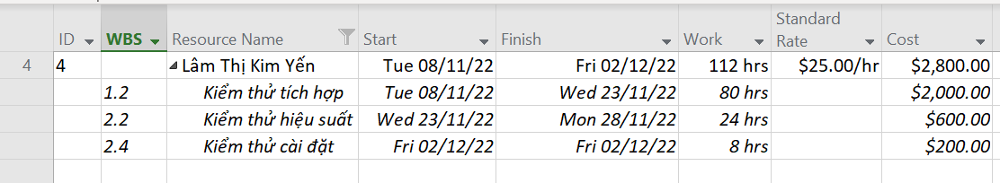 ID WBS Resource Name Start Finish Work Standard Rate Cost
4 4 Lâm Thị Kim Yến Tue 08/11/22 Fri 02/12/22 112 hrs $25.00/hr $2,800.00
1.2 Kiểm thử tích hợp Tue 08/11/22 Wed 23/11/22 80 hrs $2,000.00
2.2 Kiểm thử hiệu suất Wed 23/11/22 Mon 28/11/22 24 hrs $600.00
2.4 Kiểm thử cài đặt Fri 02/12/22 Fri 02/12/22 8 hrs $200.00